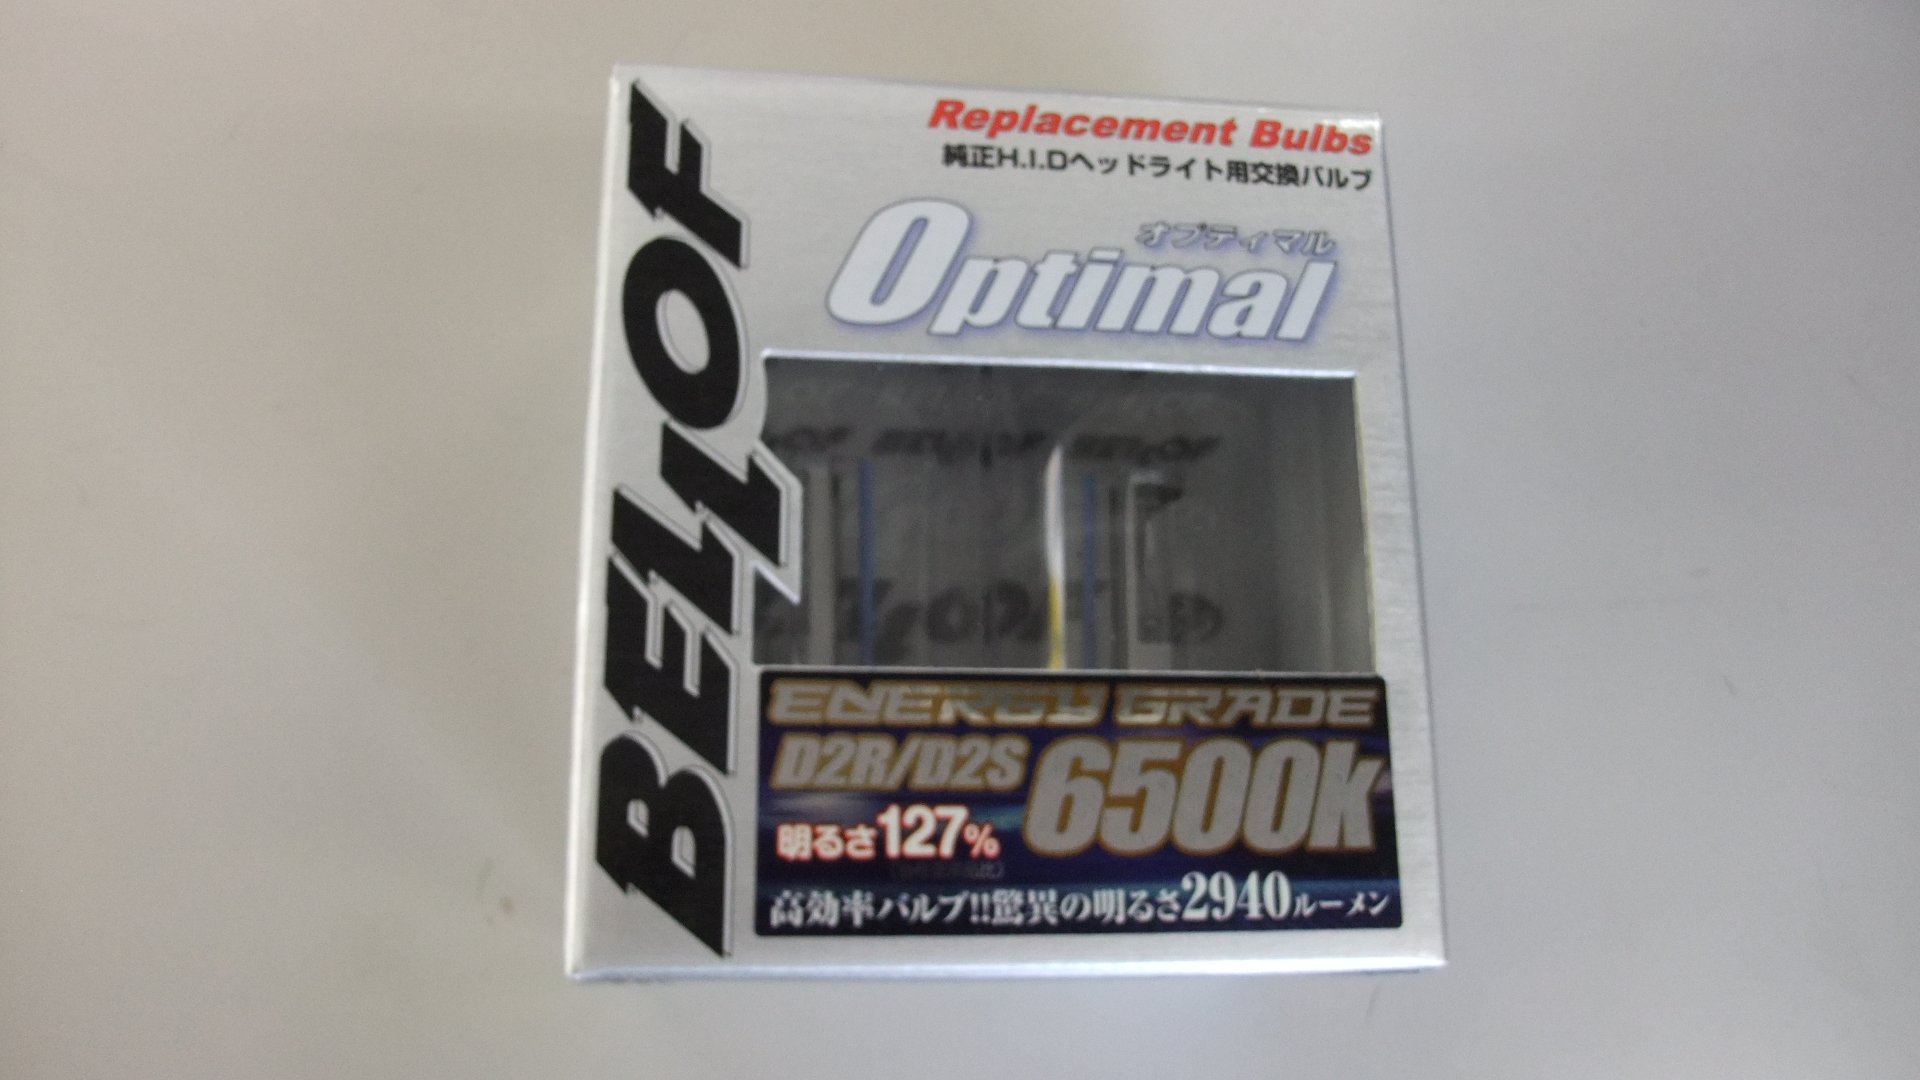 BELLOF
Replacement Bulbs
純正H.I.Dヘッドライト用交換バルブ
オプティマル
Optimal
ENERGY GRADE
D2R/D2S 6500k
明るさ127%
高効率バルブ!!驚異の明るさ2940ルーメン